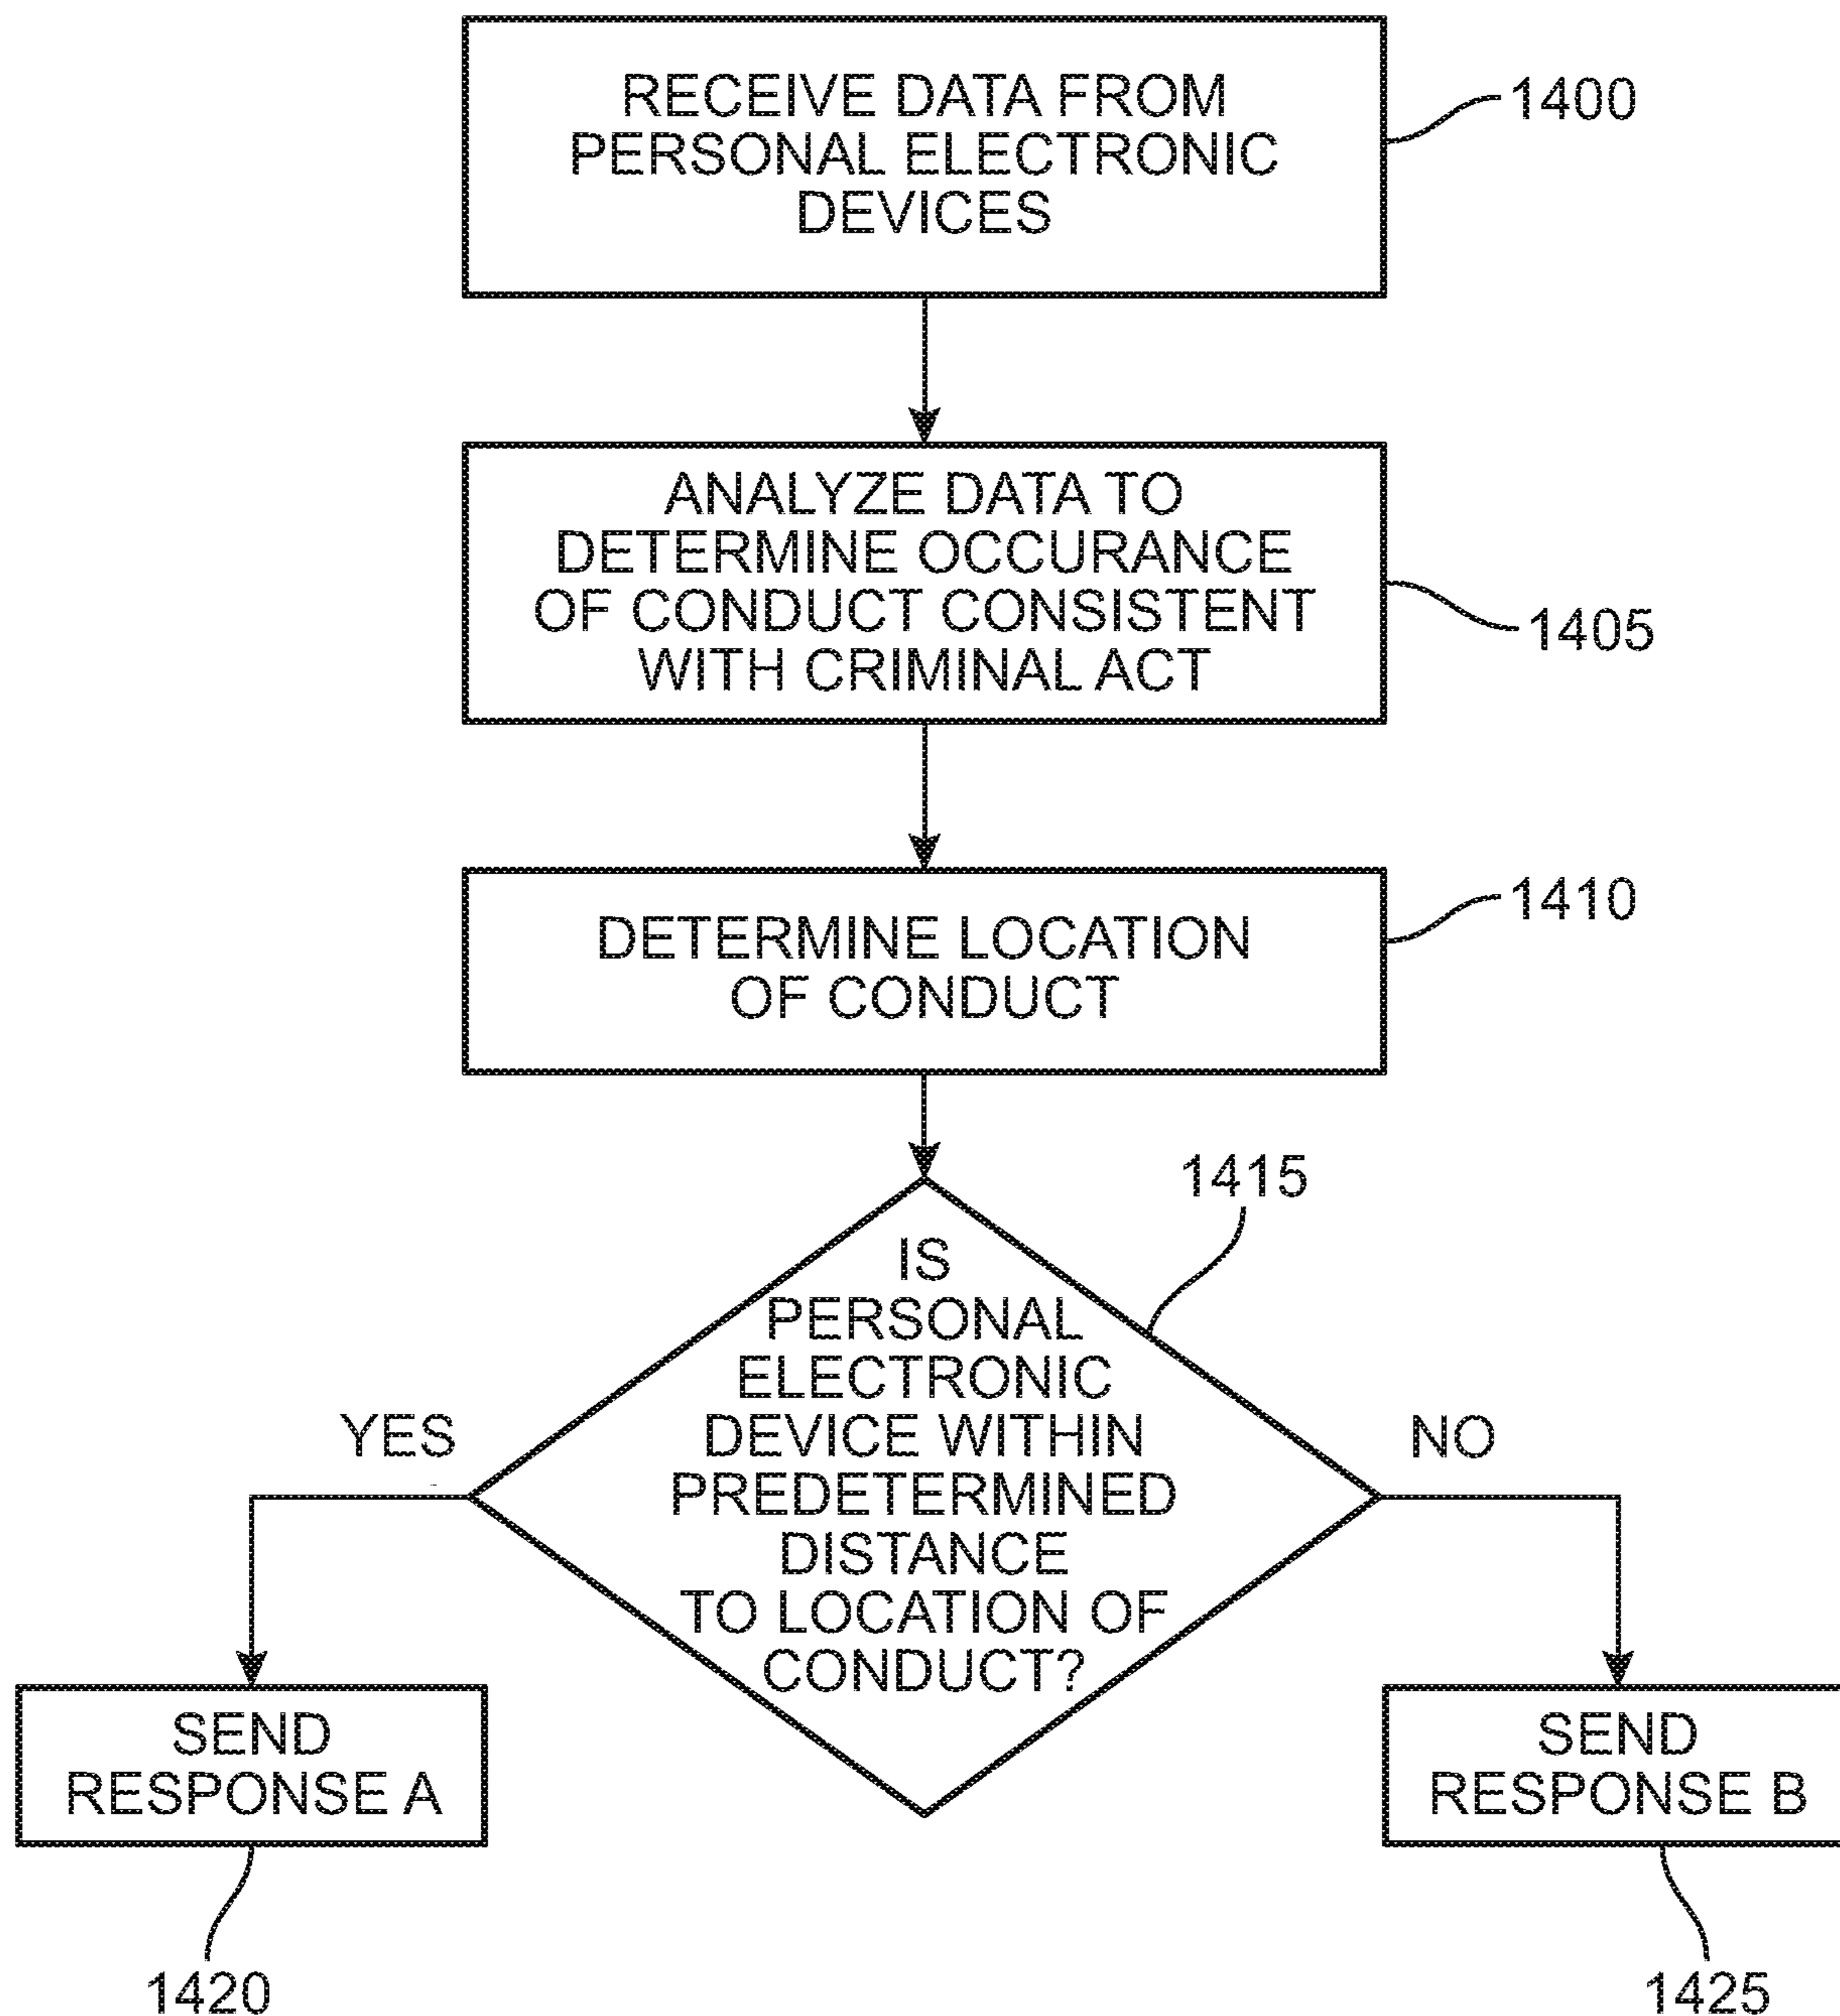 RECEIVE DATA FROM
PERSONAL ELECTRONIC
DEVICES
1400
ANALYZE DATA TO
DETERMINE OCCURANCE
OF CONDUCT CONSISTENT
WITH CRIMINAL ACT
1405
DETERMINE LOCATION
OF CONDUCT
1410
1415
IS
PERSONAL
ELECTRONIC
DEVICE WITHIN
PREDETERMINED
DISTANCE
TO LOCATION OF
CONDUCT?
YES
NO
SEND
RESPONSE A
SEND
RESPONSE B
1420
1425